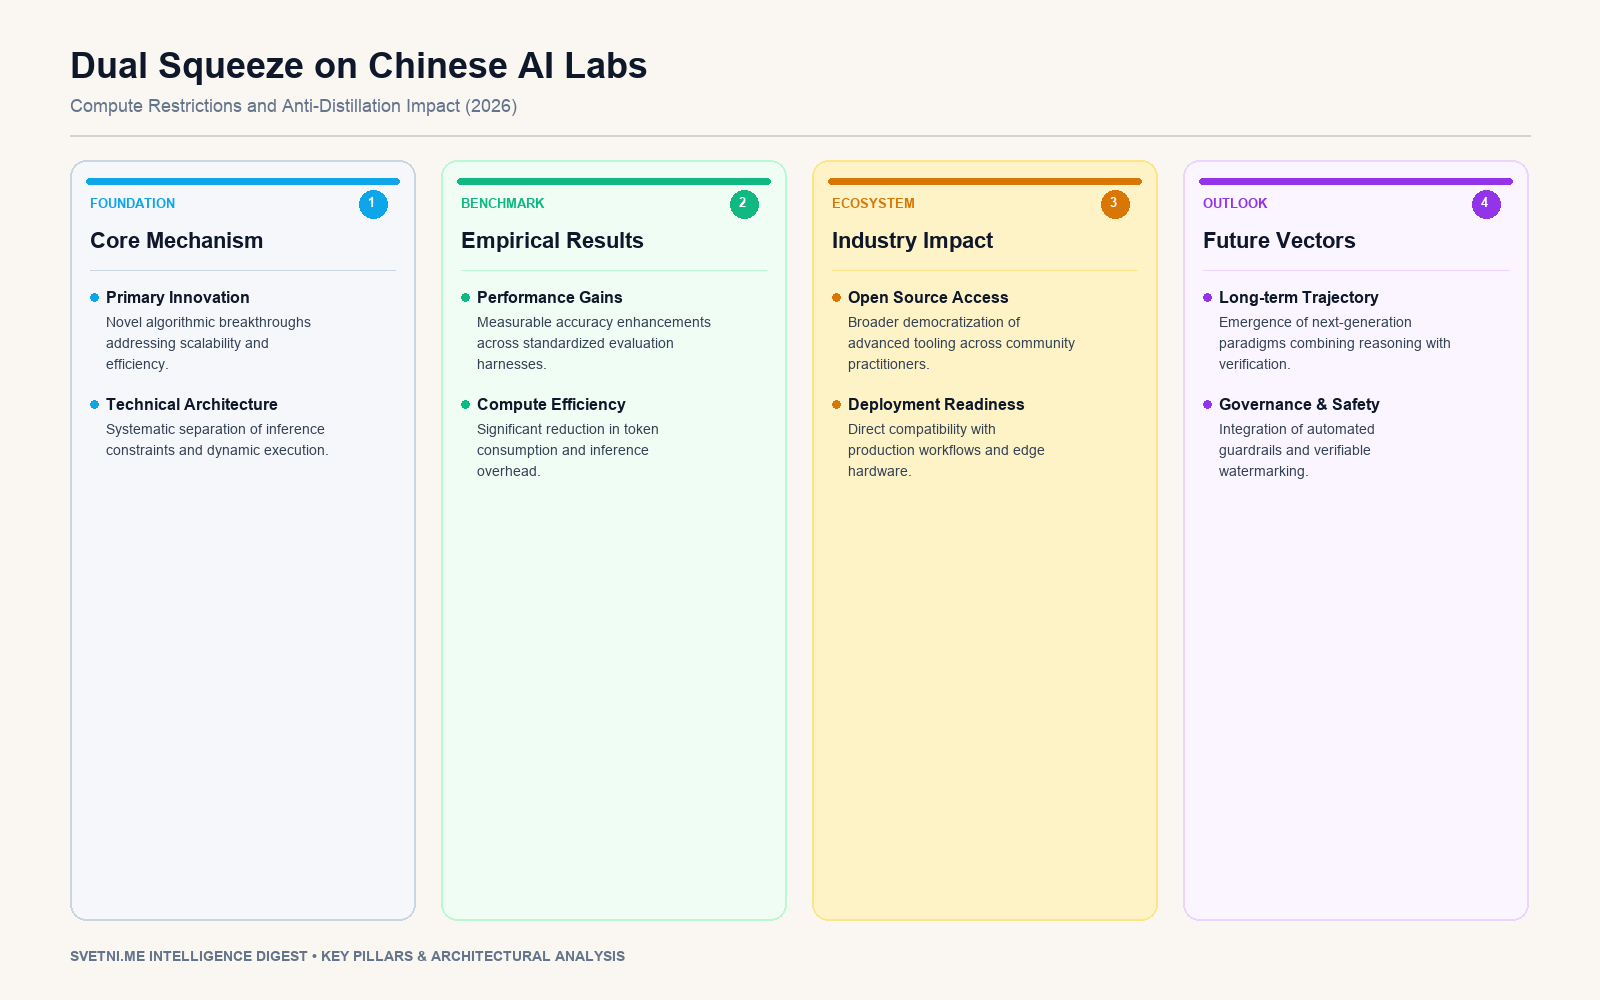 Dual Squeeze on Chinese AI Labs
Compute Restrictions and Anti-Distillation Impact (2026)
FOUNDATION
1
Core Mechanism
Primary Innovation
Novel algorithmic breakthroughs
addressing scalability and
efficiency.
Technical Architecture
Systematic separation of inference
constraints and dynamic execution.
BENCHMARK
2
Empirical Results
Performance Gains
Measurable accuracy enhancements
across standardized evaluation
harnesses.
Compute Efficiency
Significant reduction in token
consumption and inference
overhead.
ECOSYSTEM
3
Industry Impact
Open Source Access
Broader democratization of
advanced tooling across community
practitioners.
Deployment Readiness
Direct compatibility with
production workflows and edge
hardware.
OUTLOOK
4
Future Vectors
Long-term Trajectory
Emergence of next-generation
paradigms combining reasoning with
verification.
Governance & Safety
Integration of automated
guardrails and verifiable
watermarking.
SVETNI.ME INTELLIGENCE DIGEST • KEY PILLARS & ARCHITECTURAL ANALYSIS